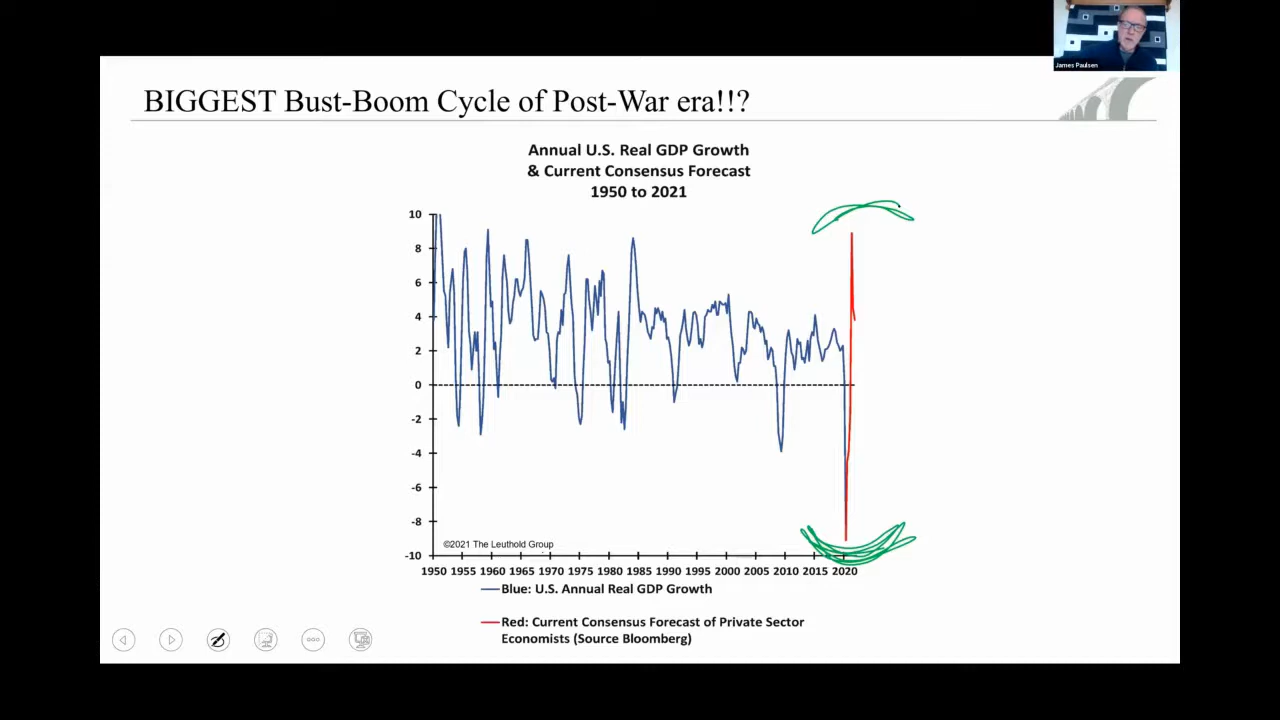 James Paulsen
BIGGEST Bust-Boom Cycle of Post-War era!!?
Annual U.S. Real GDP Growth
& Current Consensus Forecast
1950 to 2021
10
8
6
4
2
0
-2
-4
-6
-8
-10
©2021 The Leuthold Group
1950 1955 1960 1965 1970 1975 1980 1985 1990 1995 2000 2005 2010 2015 2020
Blue: U.S. Annual Real GDP Growth
Red: Current Consensus Forecast of Private Sector
Economists (Source Bloomberg)